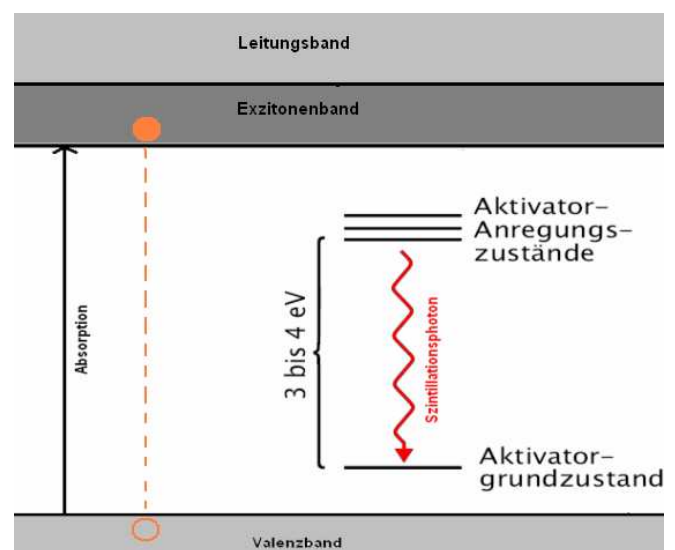 Leitungsband
Exzitonenband
Aktivator–
Anregungs–
zustände
Absorption
3 bis 4 eV
Szintillationsphoton
Aktivator–
grundzustand
Valenzband